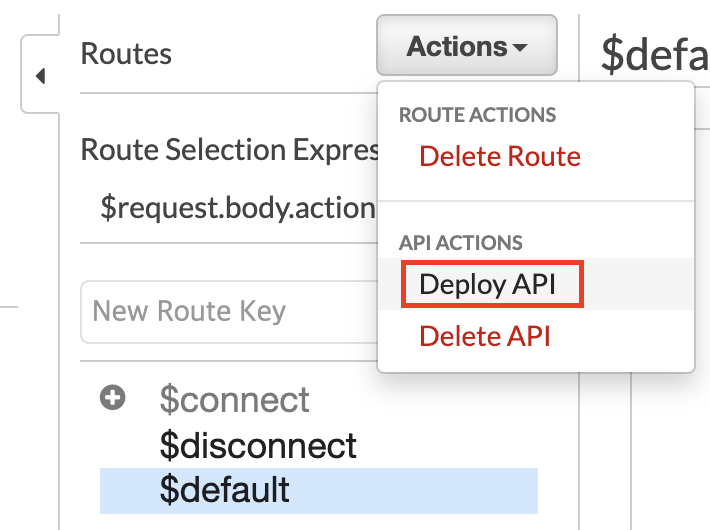 Routes
Actions
$defa
ROUTE ACTIONS
Delete Route
Route Selection Expres
$request.body.action
API ACTIONS
Deploy API
Delete API
New Route Key
$connect
$disconnect
$default